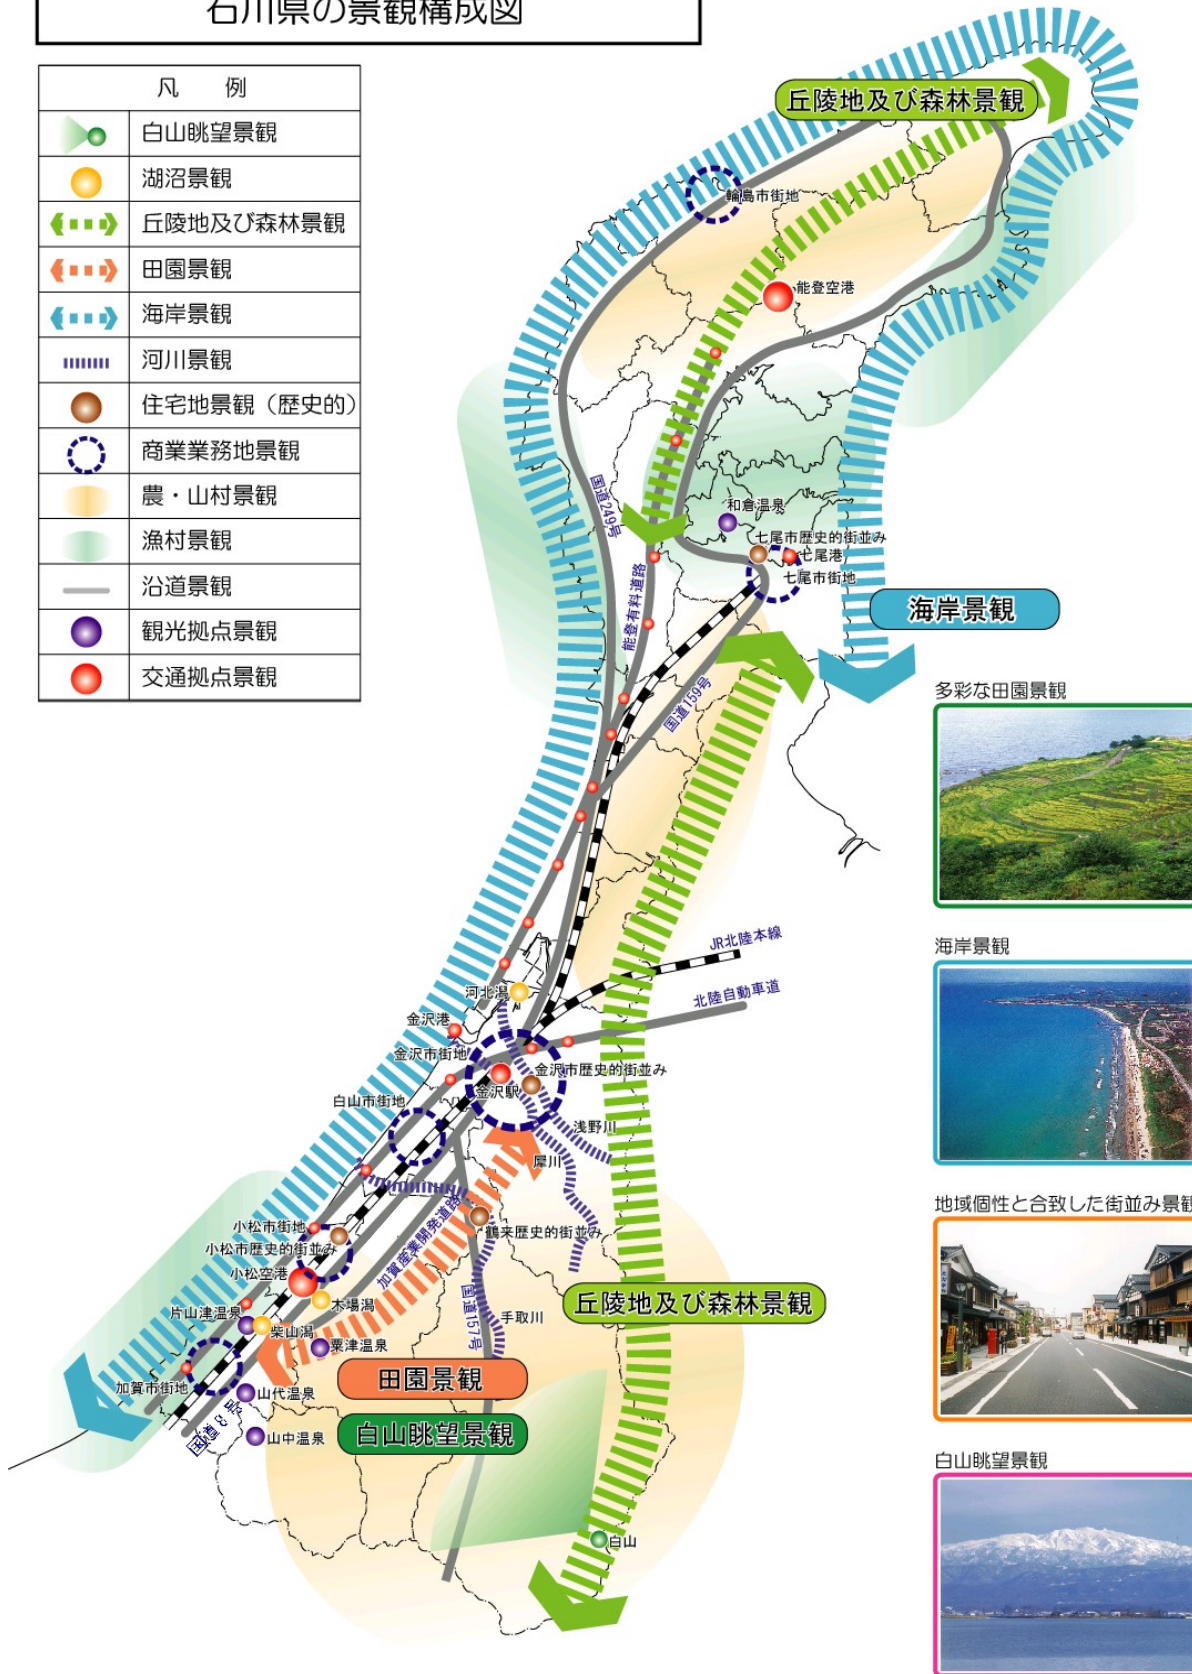 石川県の景観構成図
凡 例
白山眺望景観
湖沼景観
丘陵地及び森林景観
田園景観
海岸景観
河川景観
住宅地景観（歴史的）
商業業務地景観
農・山村景観
漁村景観
沿道景観
観光拠点景観
交通拠点景観
丘陵地及び森林景観
輪島市街地
能登空港
国道249号
和倉温泉
七尾市歴史的街並み
七尾港
七尾市街地
能登有料道路
海岸景観
国道159号
多彩な田園景観
JR北陸本線
海岸景観
北陸自動車道
河北潟
金沢港
金沢市街地
金沢市歴史的街並み
金沢駅
白山市街地
浅野川
犀川
地域個性と合致した街並み景観
加賀産業開発道路
鶴来歴史的街並み
小松市街地
小松市歴史的街並み
小松空港
木場潟
丘陵地及び森林景観
片山津温泉
柴山潟
国道157号
手取川
粟津温泉
田園景観
加賀市街地
山代温泉
国道8号
白山眺望景観
山中温泉
白山眺望景観
白山